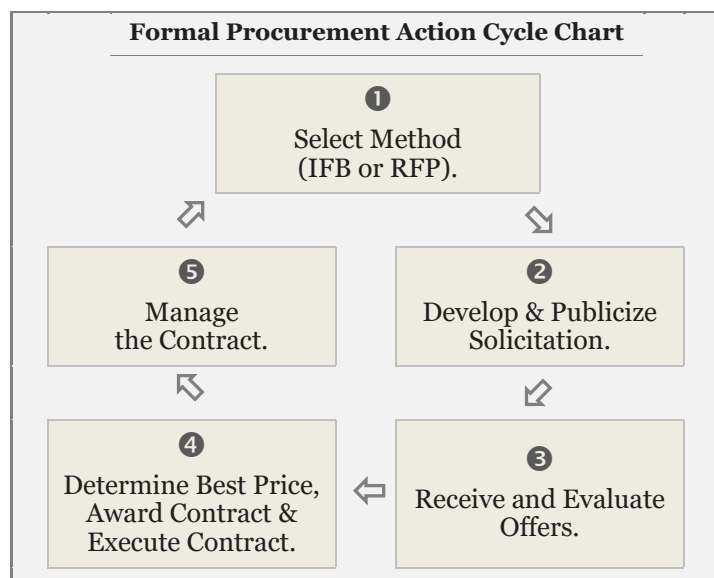 Formal Procurement Action Cycle Chart
❶
Select Method
(IFB or RFP).
❷
Develop & Publicize
Solicitation.
❸
Receive and Evaluate
Offers.
❹
Determine Best Price,
Award Contract &
Execute Contract.
❺
Manage
the Contract.